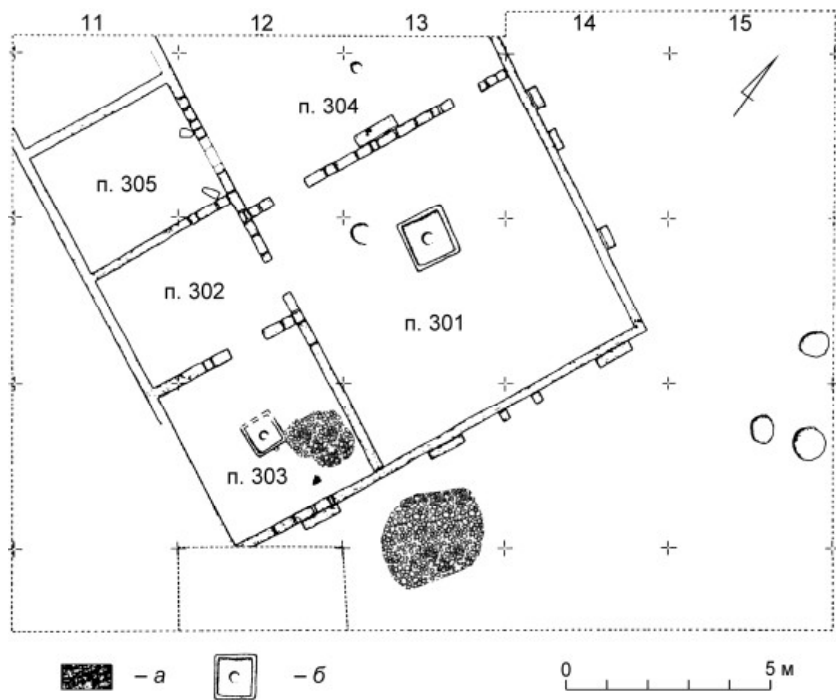 11 12 13 14 15
п. 304
п. 305
п. 302
п. 301
п. 303
– а – б 0 5 м